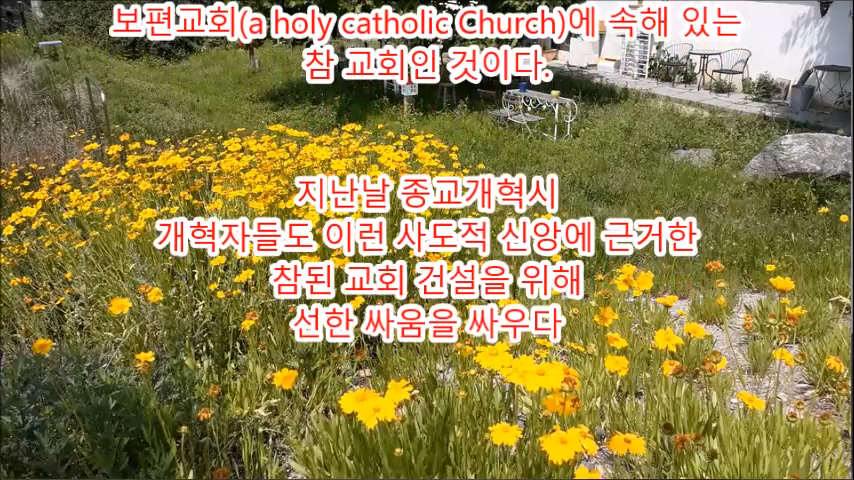 보편교회(a holy catholic Church)에 속해 있는
참 교회인 것이다.
지난날 종교개혁시
개혁자들도 이런 사도적 신앙에 근거한
참된 교회 건설을 위해
선한 싸움을 싸우다